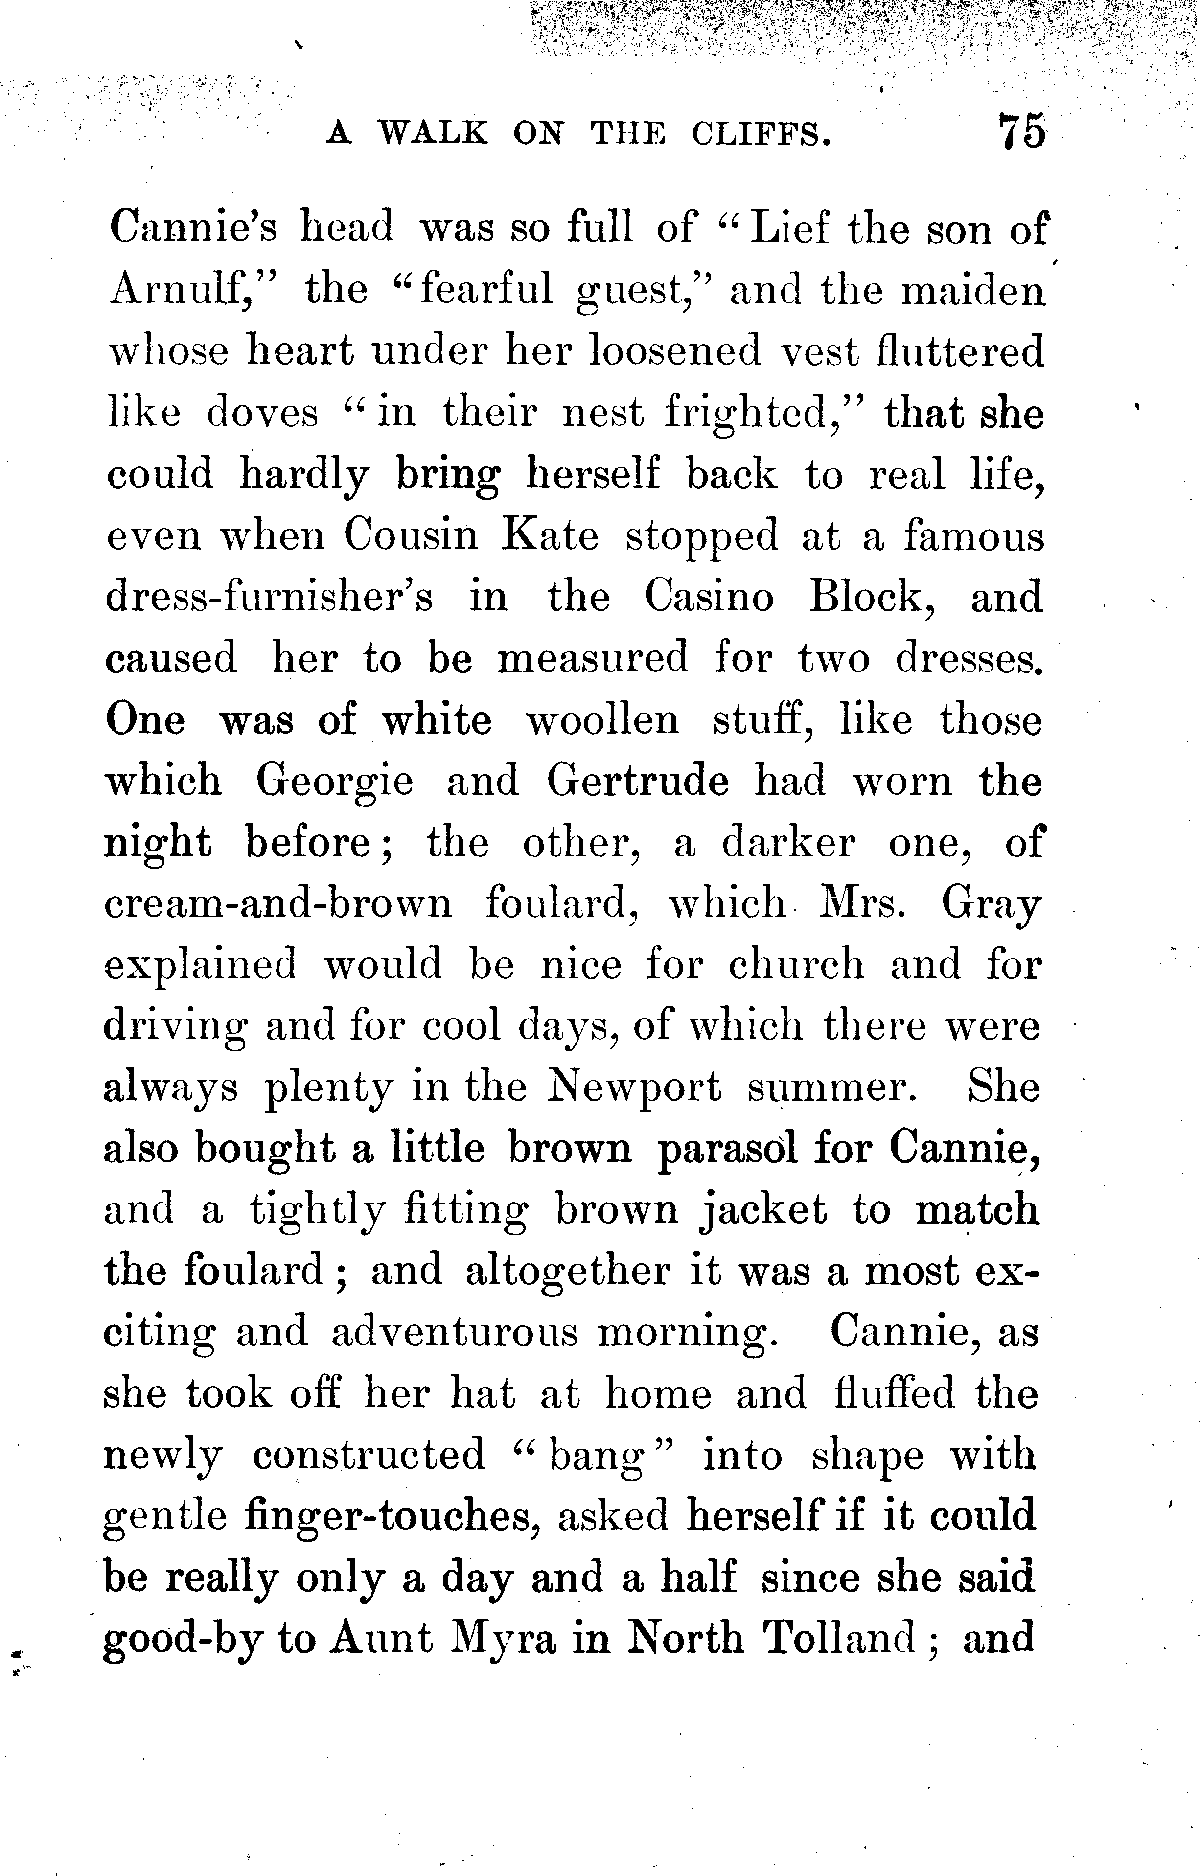 A WALK ON THE CLIFFS. 75
Cannie's head was so full of "Lief the son of
Arnulf," the "fearful guest," and the maiden
whose heart under her loosened vest fluttered
like doves "in their nest frighted," that she
could hardly bring herself back to real life,
even when Cousin Kate stopped at a famous
dress-furnisher's in the Casino Block, and
caused her to be measured for two dresses.
One was of white woollen stuff, like those
which Georgie and Gertrude had worn the
night before; the other, a darker one, of
cream-and-brown foulard, which Mrs. Gray
explained would be nice for church and for
driving and for cool days, of which there were
always plenty in the Newport summer. She
also bought a little brown parasol for Cannie,
and a tightly fitting brown jacket to match
the foulard; and altogether it was a most ex-
citing and adventurous morning. Cannie, as
she took off her hat at home and fluffed the
newly constructed "bang" into shape with
gentle finger-touches, asked herself if it could
be really only a day and a half since she said
good-by to Aunt Myra in North Tolland; and